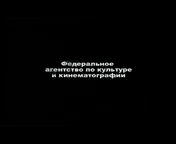 Федеральное
агентство по культуре
и кинематографии